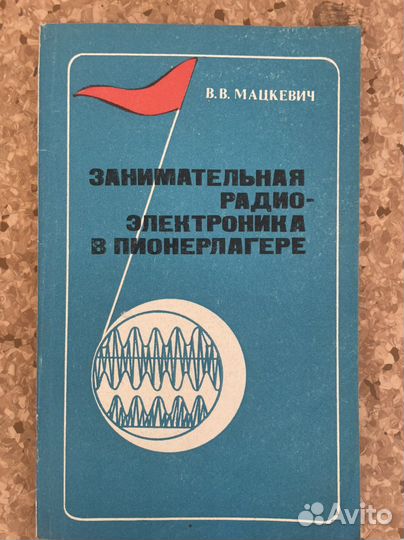 В. В. МАЦКЕВИЧ
ЗАНИМАТЕЛЬНАЯ
РАДИО-
ЭЛЕКТРОНИКА
В ПИОНЕРЛАГЕРЕ
Avito